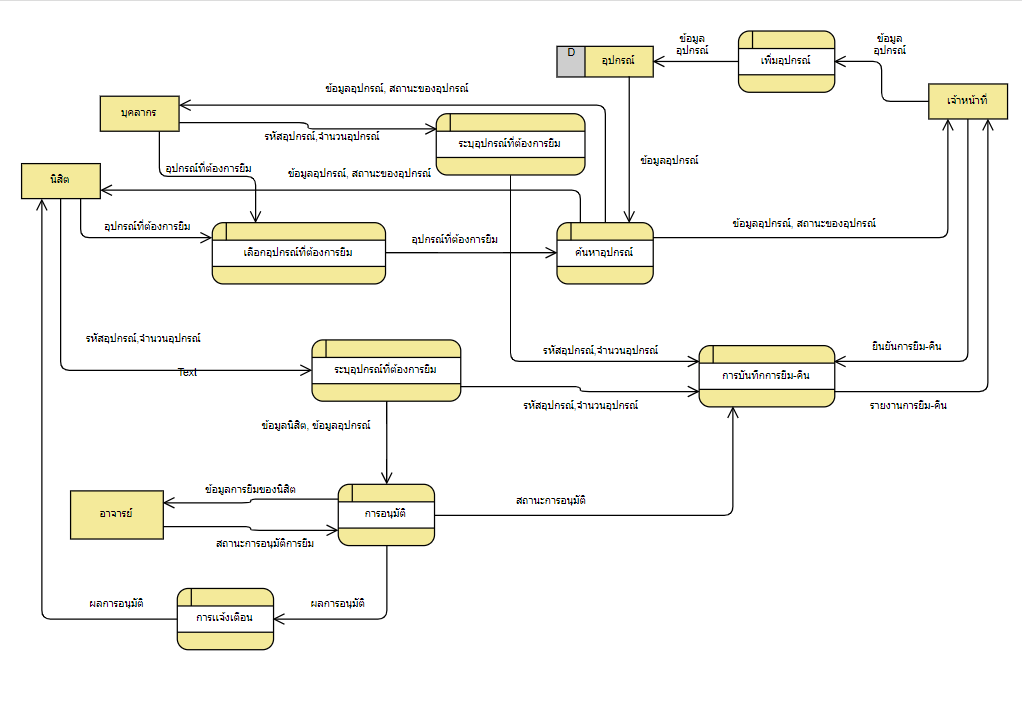 ข้อมูล
อุปกรณ์
ข้อมูล
อุปกรณ์
D
อุปกรณ์
เพิ่มอุปกรณ์
ข้อมูลอุปกรณ์, สถานะของอุปกรณ์
เจ้าหน้าที่
บุคลากร
รหัสอุปกรณ์,จำนวนอุปกรณ์
ระบุอุปกรณ์ที่ต้องการยืม
ข้อมูลอุปกรณ์
อุปกรณ์ที่ต้องการยืม
ข้อมูลอุปกรณ์, สถานะของอุปกรณ์
นิสิต
อุปกรณ์ที่ต้องการยืม
ข้อมูลอุปกรณ์, สถานะของอุปกรณ์
อุปกรณ์ที่ต้องการยืม
เลือกอุปกรณ์ที่ต้องการยืม
ค้นหาอุปกรณ์
รหัสอุปกรณ์,จำนวนอุปกรณ์
รหัสอุปกรณ์,จำนวนอุปกรณ์
ยืนยันการยืม-คืน
Text
ระบุอุปกรณ์ที่ต้องการยืม
การบันทึกการยืม-คืน
รหัสอุปกรณ์,จำนวนอุปกรณ์
รายงานการยืม-คืน
ข้อมูลนิสิต, ข้อมูลอุปกรณ์
ข้อมูลการยืมของนิสิต
สถานะการอนุมัติ
อาจารย์
การอนุมัติ
สถานะการอนุมัติการยืม
ผลการอนุมัติ
ผลการอนุมัติ
การแจ้งเตือน